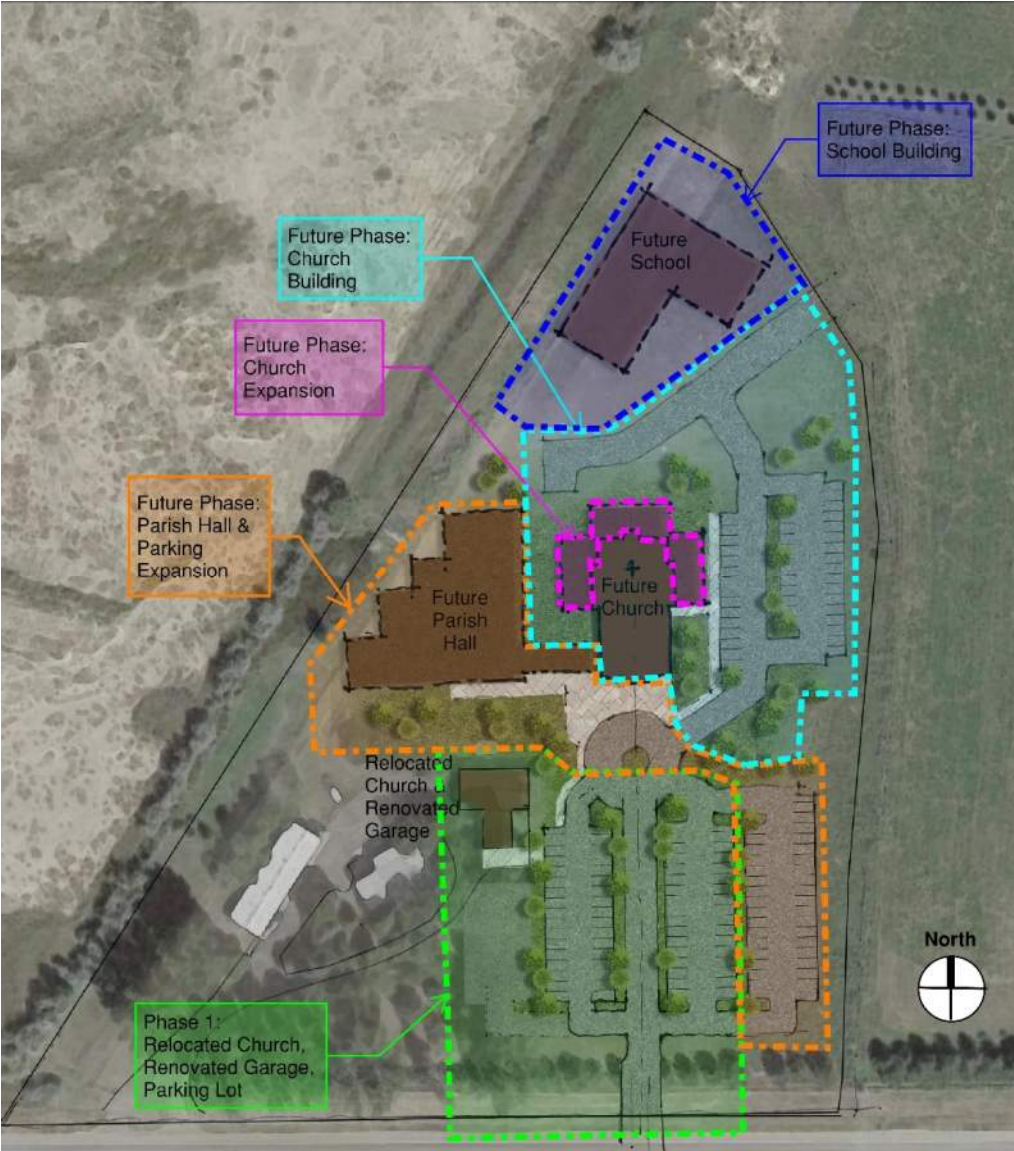 Future Phase:
School Building
Future Phase:
Church
Building
Future
School
Future Phase:
Church
Expansion
Future Phase:
Parish Hall &
Parking
Expansion
Future
Parish
Hall
Future
Church
Relocated
Church &
Renovated
Garage
North
Phase 1:
Relocated Church,
Renovated Garage,
Parking Lot